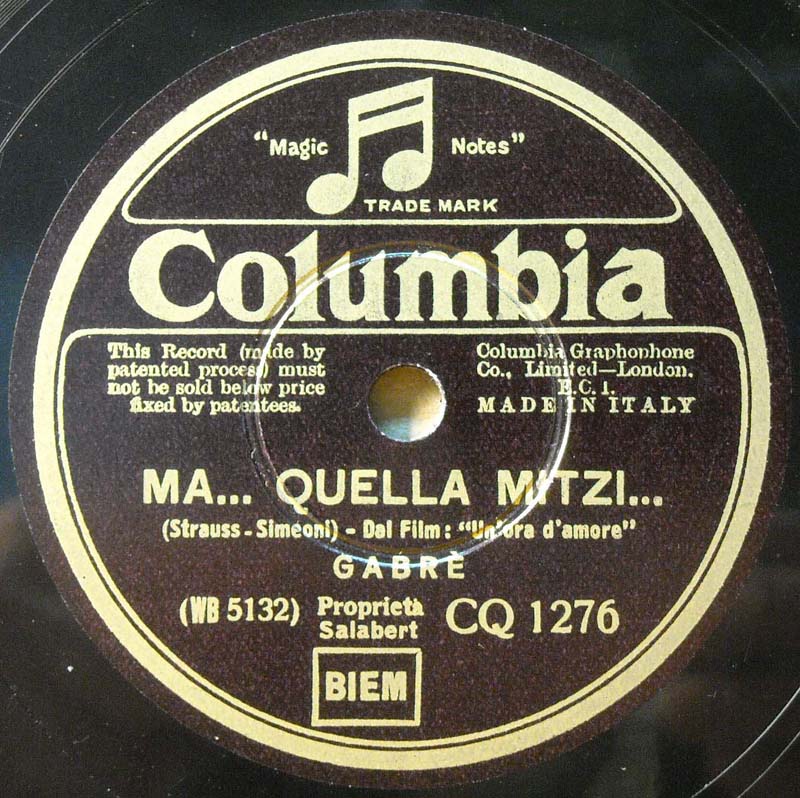 "Magic Notes"
TRADE MARK
Columbia
This Record (made by
patented process) must
not be sold below price
fixed by patentees.
Columbia Graphophone
Co., Limited—London.
E.C.1.
MADE IN ITALY
MA... QUELLA MITZI...
(Strauss-Simeoni) - Dal Film: "Un'ora d'amore"
GABRÈ
(WB 5132) Proprietà
Salabert CQ 1276
BIEM